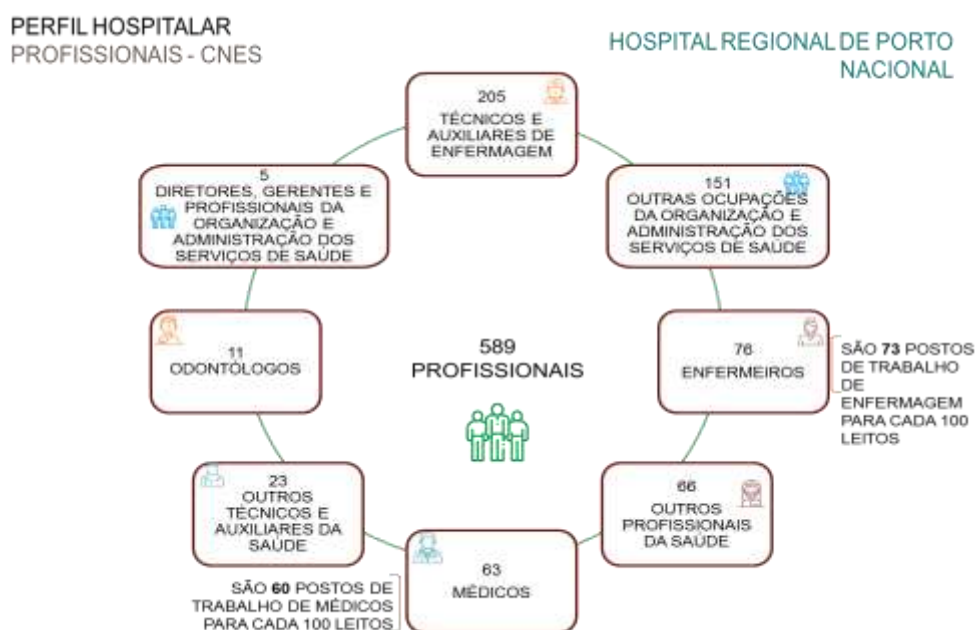 PERFIL HOSPITALAR
PROFISSIONAIS - CNES
HOSPITAL REGIONAL DE PORTO
NACIONAL
205
TÉCNICOS E
AUXILIARES DE
ENFERMAGEM
5
DIRETORES, GERENTES E
PROFISSIONAIS DA
ORGANIZAÇÃO E
ADMINISTRAÇÃO DOS
SERVIÇOS DE SAÚDE
151
OUTRAS OCUPAÇÕES
DA ORGANIZAÇÃO E
ADMINISTRAÇÃO DOS
SERVIÇOS DE SAÚDE
11
ODONTÓLOGOS
589
PROFISSIONAIS
76
ENFERMEIROS
SÃO 73 POSTOS
DE TRABALHO
DE
ENFERMAGEM
PARA CADA 100
LEITOS
23
OUTROS
TÉCNICOS E
AUXILIARES DA
SAÚDE
66
OUTROS
PROFISSIONAIS
DA SAÚDE
63
MÉDICOS
SÃO 60 POSTOS DE
TRABALHO DE MÉDICOS
PARA CADA 100 LEITOS